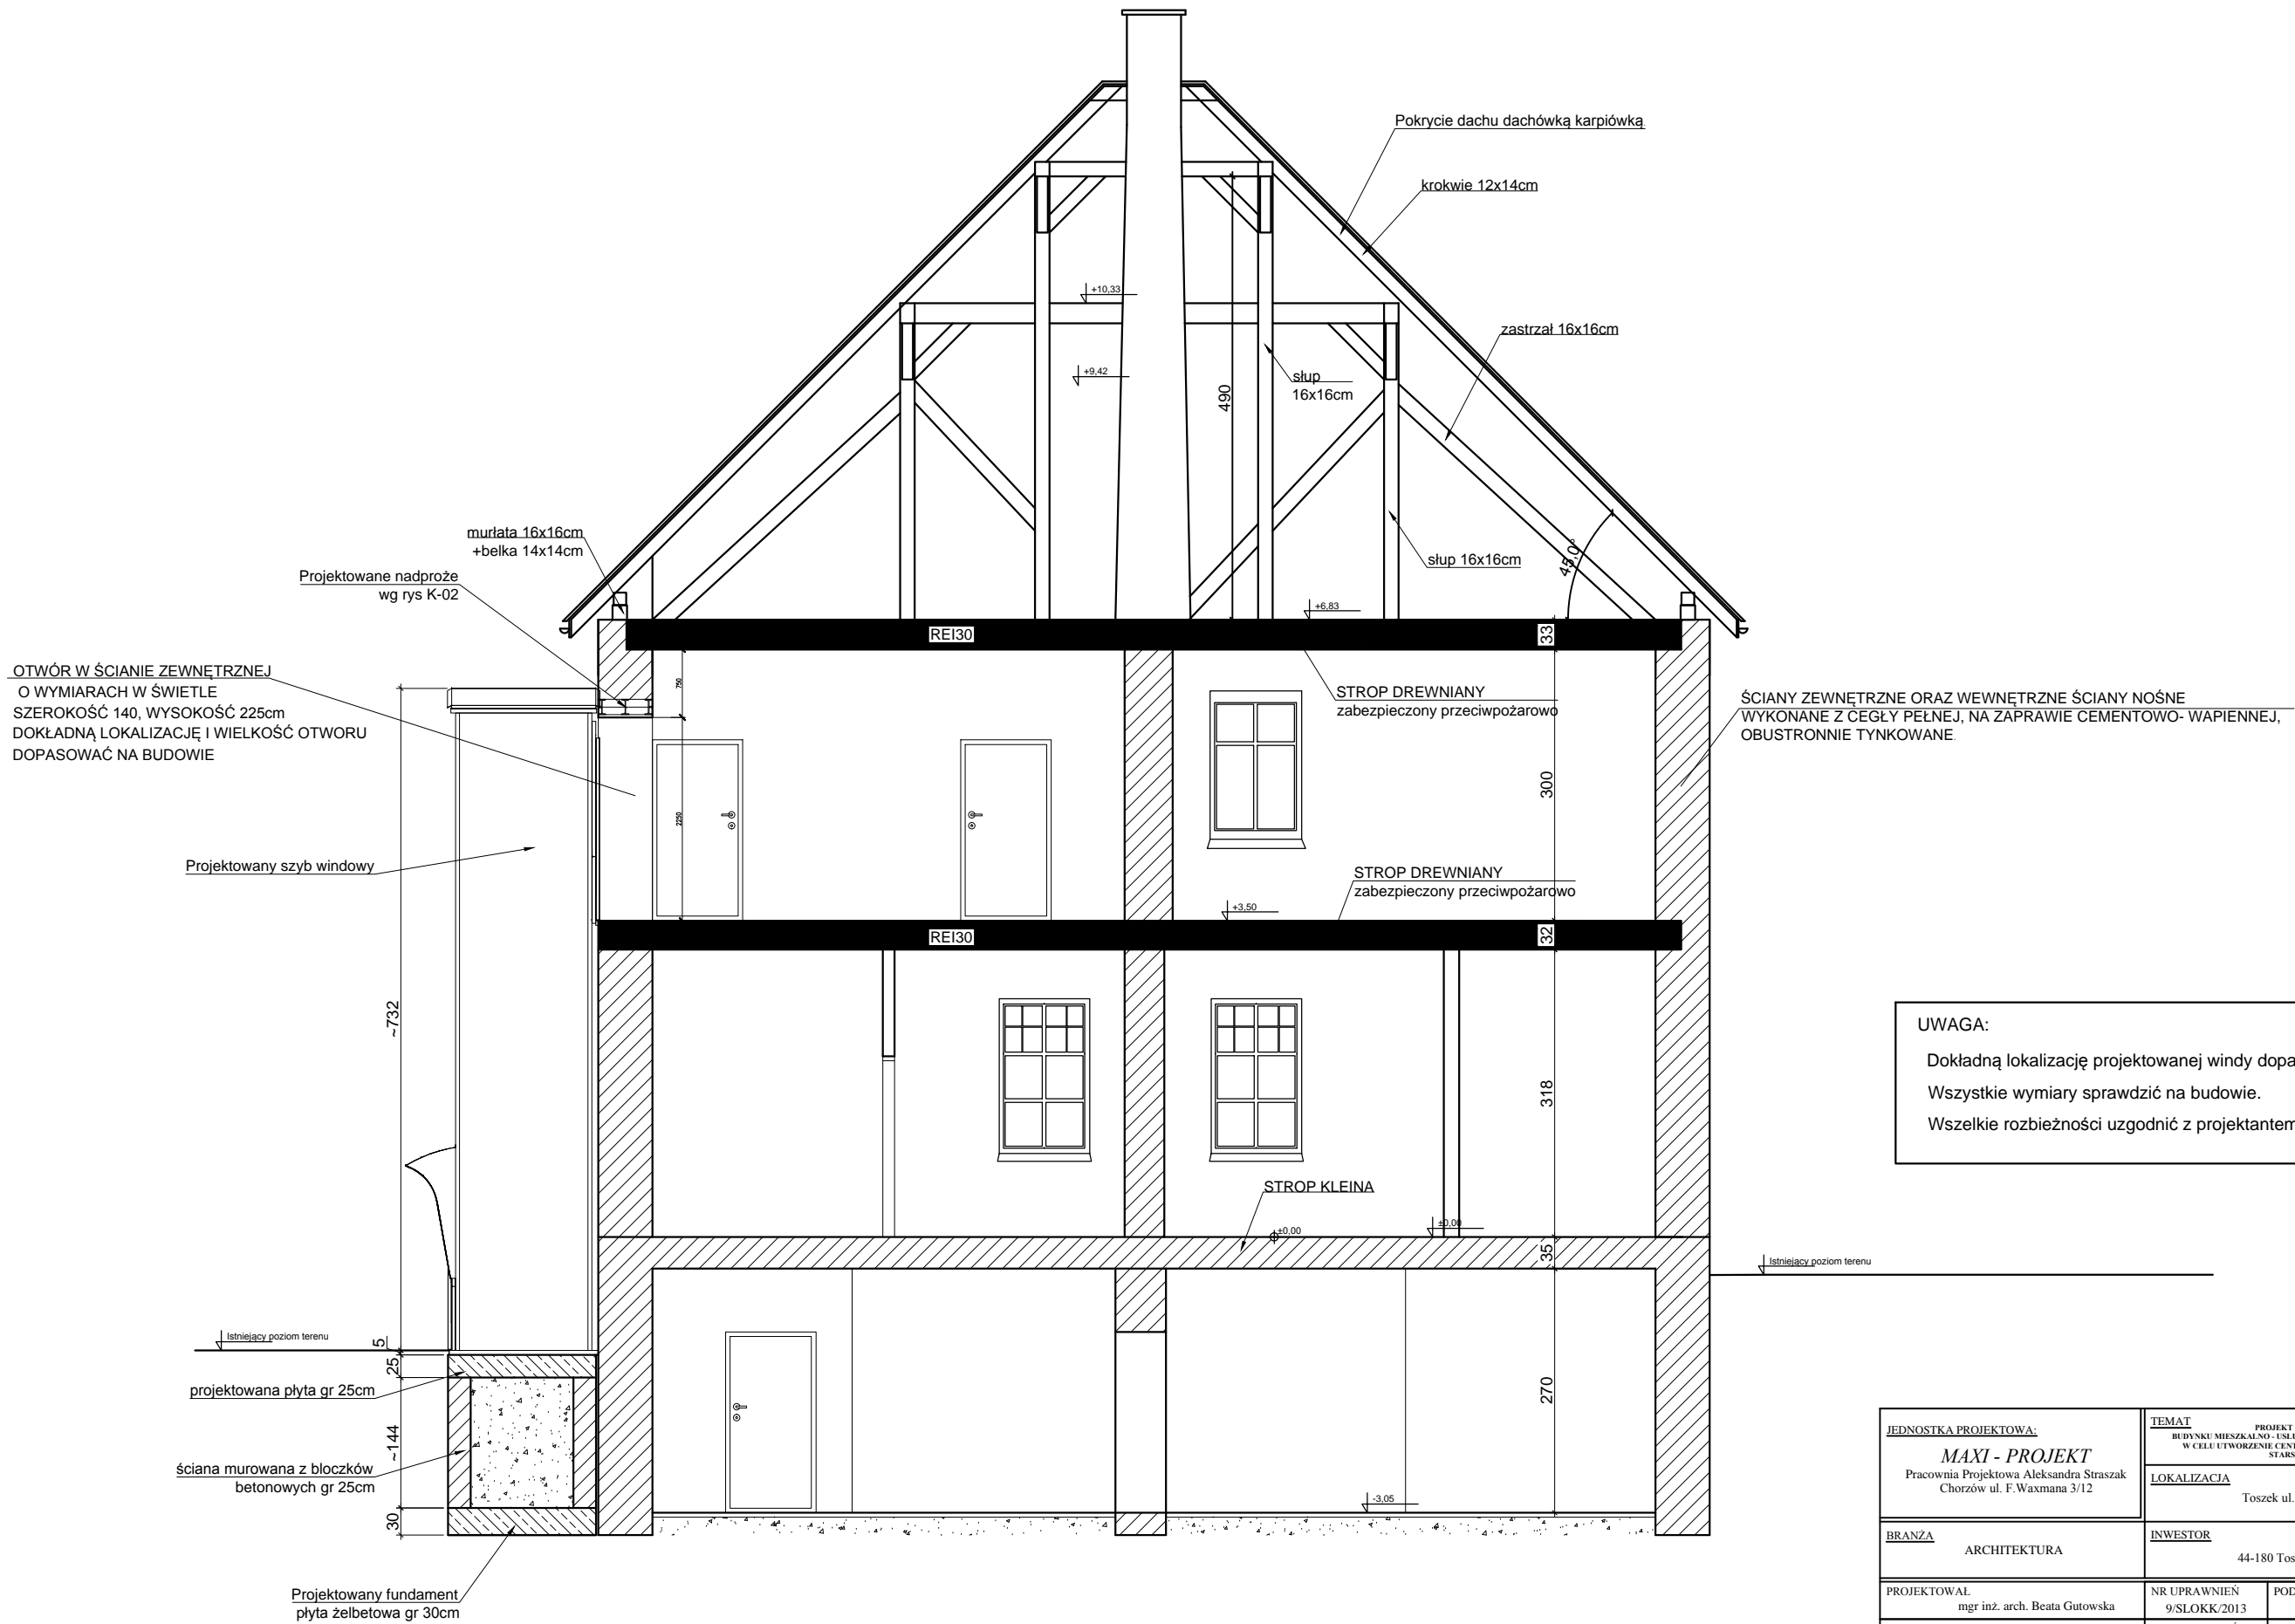 Pokrycie dachu dachówką karpiówką.
krokwie 12x14cm
+10,33
zastrzał 16x16cm
+9,42
słup
16x16cm
490
murłata 16x16cm
+belka 14x14cm
słup 16x16cm
45,0°
Projektowane nadproże
wg rys K-02
+6,83
REI30
33
OTWÓR W ŚCIANIE ZEWNĘTRZNEJ
O WYMIARACH W ŚWIETLE
SZEROKOŚĆ 140, WYSOKOŚĆ 225cm
DOKŁADNĄ LOKALIZACJĘ I WIELKOŚĆ OTWORU
DOPASOWAĆ NA BUDOWIE
750
STROP DREWNIANY
zabezpieczony przeciwpożarowo
ŚCIANY ZEWNĘTRZNE ORAZ WEWNĘTRZNE ŚCIANY NOŚNE
WYKONANE Z CEGŁY PEŁNEJ, NA ZAPRAWIE CEMENTOWO- WAPIENNEJ,
OBUSTRONNIE TYNKOWANE.
300
2250
Projektowany szyb windowy
STROP DREWNIANY
zabezpieczony przeciwpożarowo
+3,50
REI30
32
~732
UWAGA:
Dokładną lokalizację projektowanej windy dopa
Wszystkie wymiary sprawdzić na budowie.
Wszelkie rozbieżności uzgodnić z projektantem
318
STROP KLEINA
±0,00
±0,00
35
Istniejący poziom terenu
Istniejący poziom terenu
5
25
projektowana płyta gr 25cm
270
~144
ściana murowana z bloczków
betonowych gr 25cm
-3,05
30
Projektowany fundament
płyta żelbetowa gr 30cm
JEDNOSTKA PROJEKTOWA:
MAXI - PROJEKT
Pracownia Projektowa Aleksandra Straszak
Chorzów ul. F.Waxmana 3/12
TEMAT
PROJEKT
BUDYNKU MIESZKALNO - USŁU
W CELU UTWORZENIE CENT
STARS
LOKALIZACJA
Toszek ul.
BRANŻA
ARCHITEKTURA
INWESTOR
44-180 Tos
PROJEKTOWAŁ
mgr inż. arch. Beata Gutowska
NR UPRAWNIEŃ
9/SLOKK/2013
POD